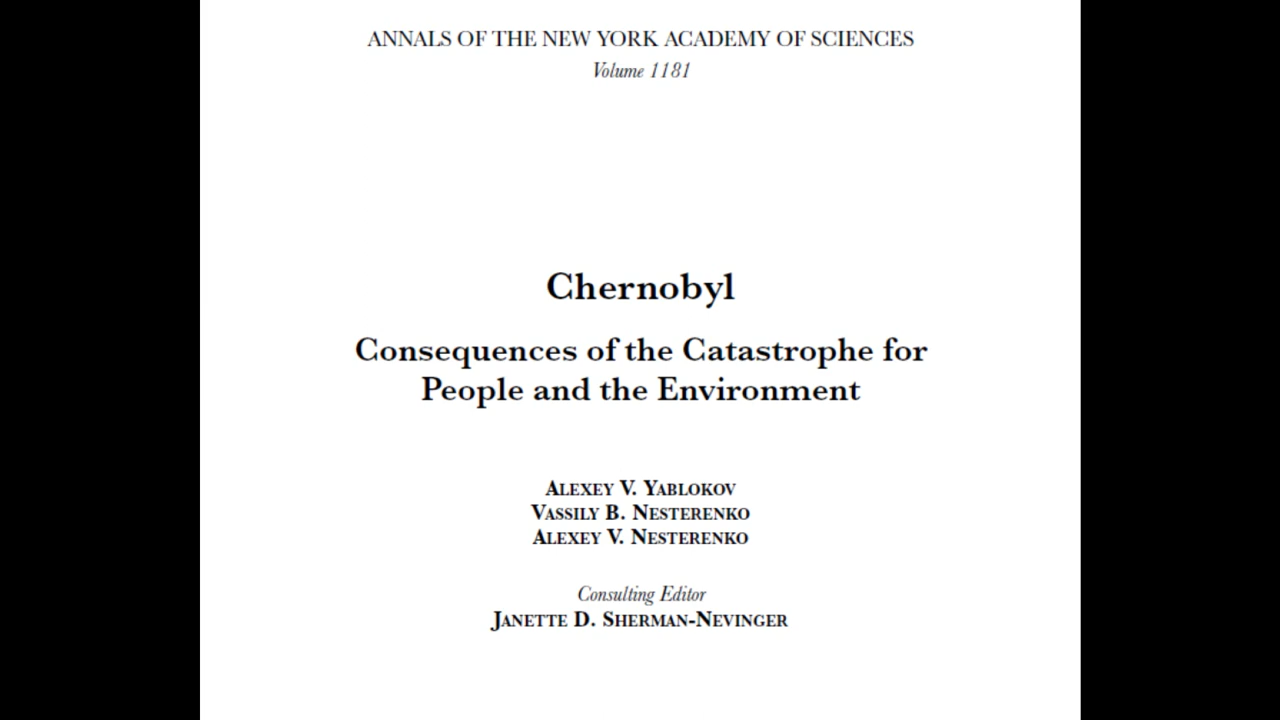 ANNALS OF THE NEW YORK ACADEMY OF SCIENCES
Volume 1181
Chernobyl
Consequences of the Catastrophe for
People and the Environment
ALEXEY V. YABLOKOV
VASSILY B. NESTERENKO
ALEXEY V. NESTERENKO
Consulting Editor
JANETTE D. SHERMAN-NEVINGER